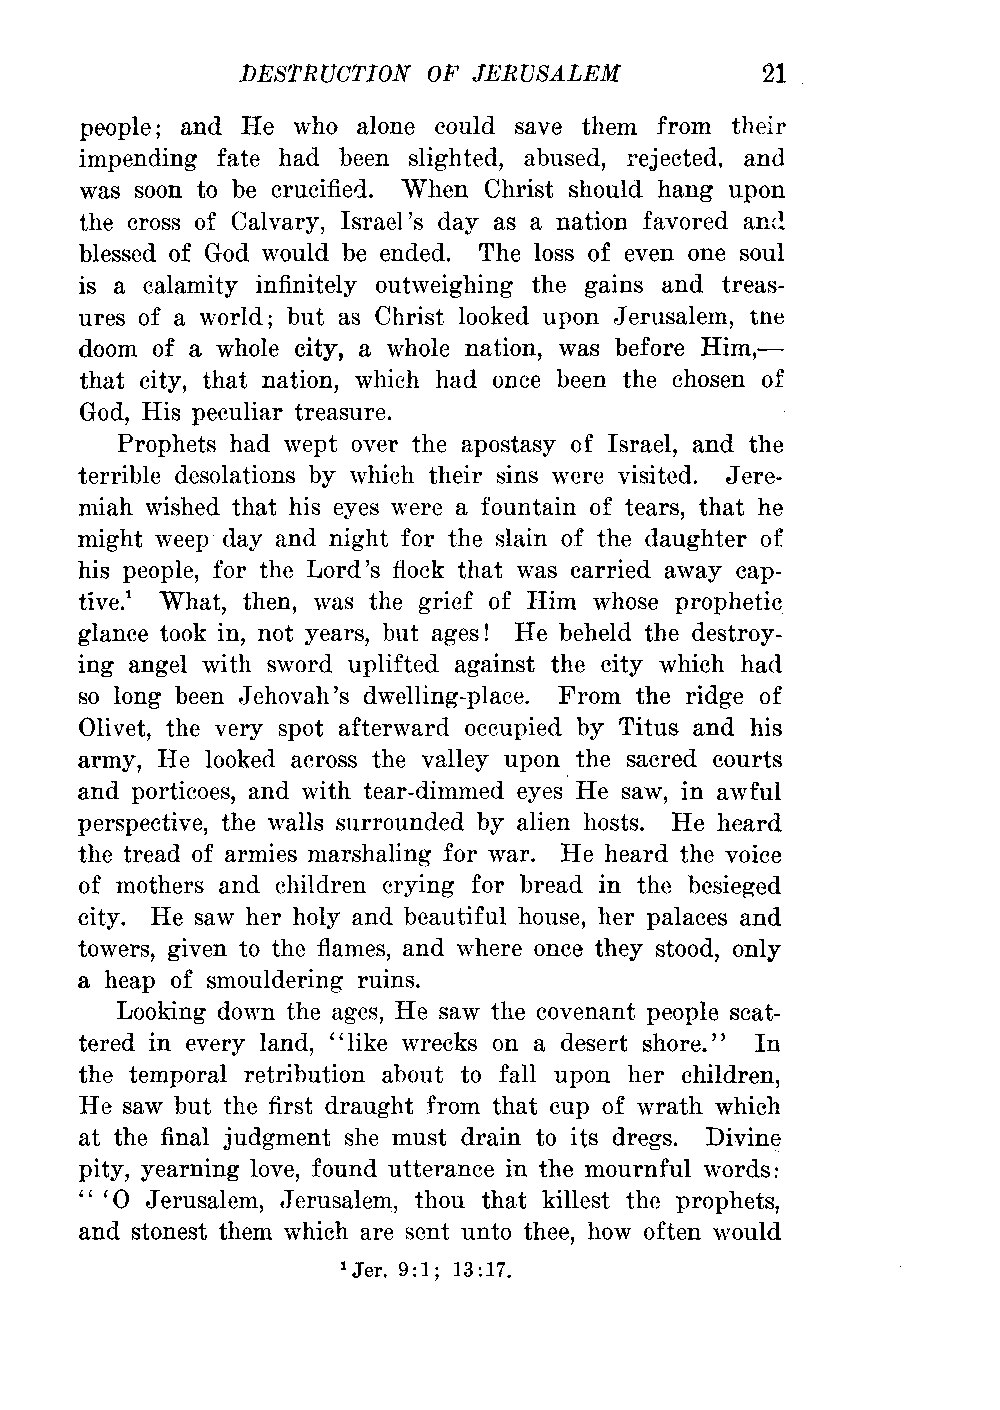 DESTRUCTION OF JERUSALEM 21
people; and He who alone could save them from their
impending fate had been slighted, abused, rejected, and
was soon to be crucified. When Christ should hang upon
the cross of Calvary, Israel's day as a nation favored and
blessed of God would be ended. The loss of even one soul
is a calamity infinitely outweighing the gains and treas-
ures of a world; but as Christ looked upon Jerusalem, the
doom of a whole city, a whole nation, was before Him,—
that city, that nation, which had once been the chosen of
God, His peculiar treasure.
Prophets had wept over the apostasy of Israel, and the
terrible desolations by which their sins were visited. Jere-
miah wished that his eyes were a fountain of tears, that he
might weep day and night for the slain of the daughter of
his people, for the Lord's flock that was carried away cap-
tive.¹ What, then, was the grief of Him whose prophetic
glance took in, not years, but ages! He beheld the destroy-
ing angel with sword uplifted against the city which had
so long been Jehovah's dwelling-place. From the ridge of
Olivet, the very spot afterward occupied by Titus and his
army, He looked across the valley upon the sacred courts
and porticoes, and with tear-dimmed eyes He saw, in awful
perspective, the walls surrounded by alien hosts. He heard
the tread of armies marshaling for war. He heard the voice
of mothers and children crying for bread in the besieged
city. He saw her holy and beautiful house, her palaces and
towers, given to the flames, and where once they stood, only
a heap of smouldering ruins.
Looking down the ages, He saw the covenant people scat-
tered in every land, "like wrecks on a desert shore." In
the temporal retribution about to fall upon her children,
He saw but the first draught from that cup of wrath which
at the final judgment she must drain to its dregs. Divine
pity, yearning love, found utterance in the mournful words:
" 'O Jerusalem, Jerusalem, thou that killest the prophets,
and stonest them which are sent unto thee, how often would
¹ Jer. 9:1; 13:17.